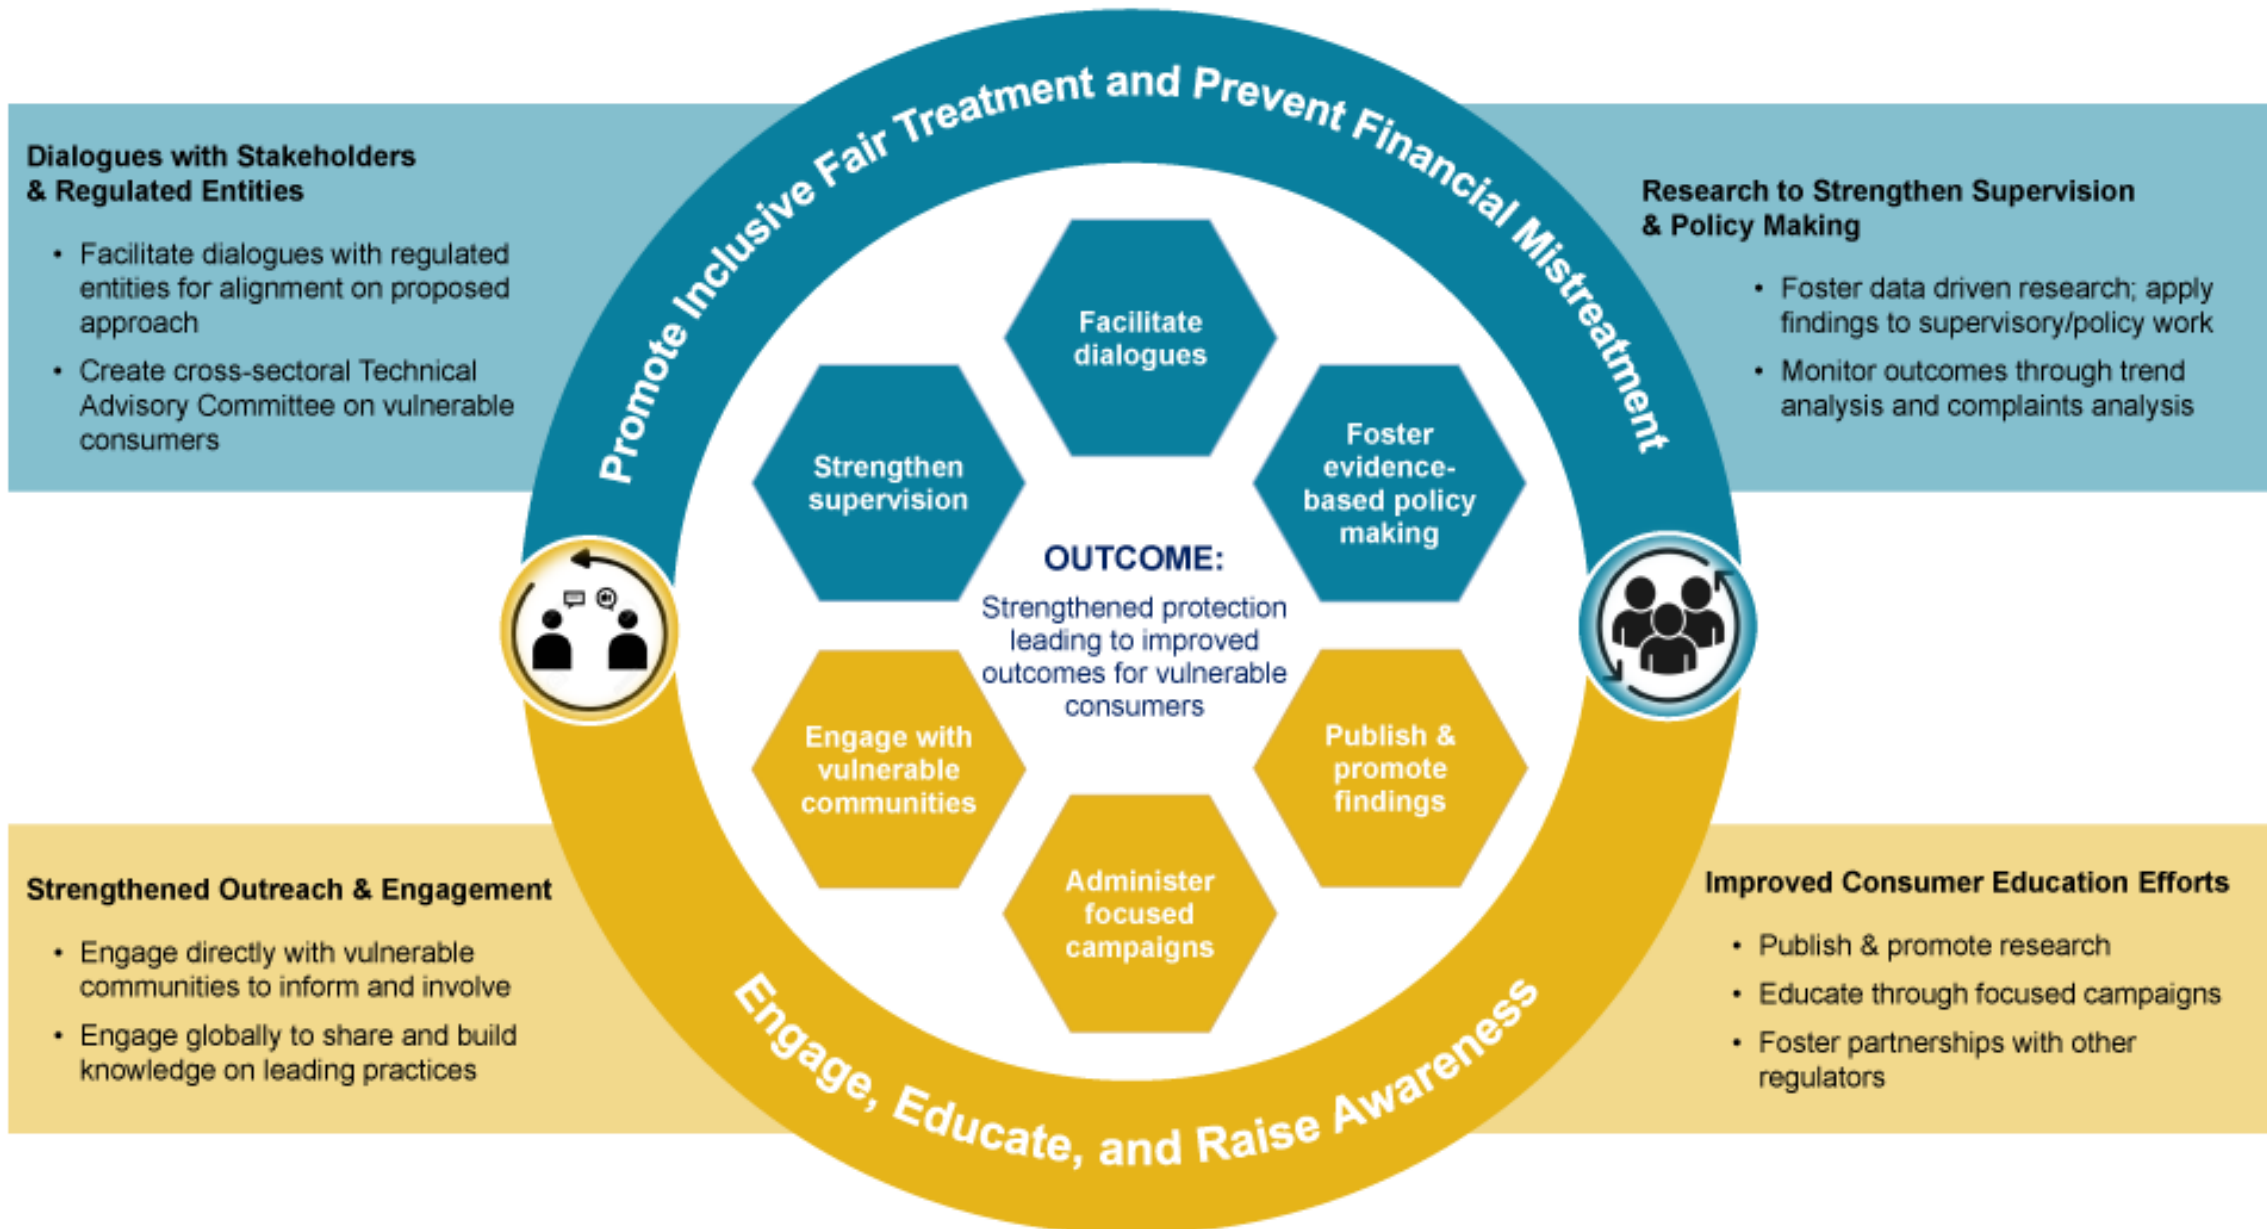 Promote Inclusive Fair Treatment and Prevent Financial Mistreatment
Dialogues with Stakeholders
& Regulated Entities
• Facilitate dialogues with regulated
entities for alignment on proposed
approach
• Create cross-sectoral Technical
Advisory Committee on vulnerable
consumers
Research to Strengthen Supervision
& Policy Making
• Foster data driven research; apply
findings to supervisory/policy work
• Monitor outcomes through trend
analysis and complaints analysis
Facilitate
dialogues
Strengthen
supervision
Foster
evidence-
based policy
making
OUTCOME:
Strengthened protection
leading to improved
outcomes for vulnerable
consumers
Engage with
vulnerable
communities
Publish &
promote
findings
Administer
focused
campaigns
Strengthened Outreach & Engagement
• Engage directly with vulnerable
communities to inform and involve
• Engage globally to share and build
knowledge on leading practices
Improved Consumer Education Efforts
• Publish & promote research
• Educate through focused campaigns
• Foster partnerships with other
regulators
Engage, Educate, and Raise Awareness